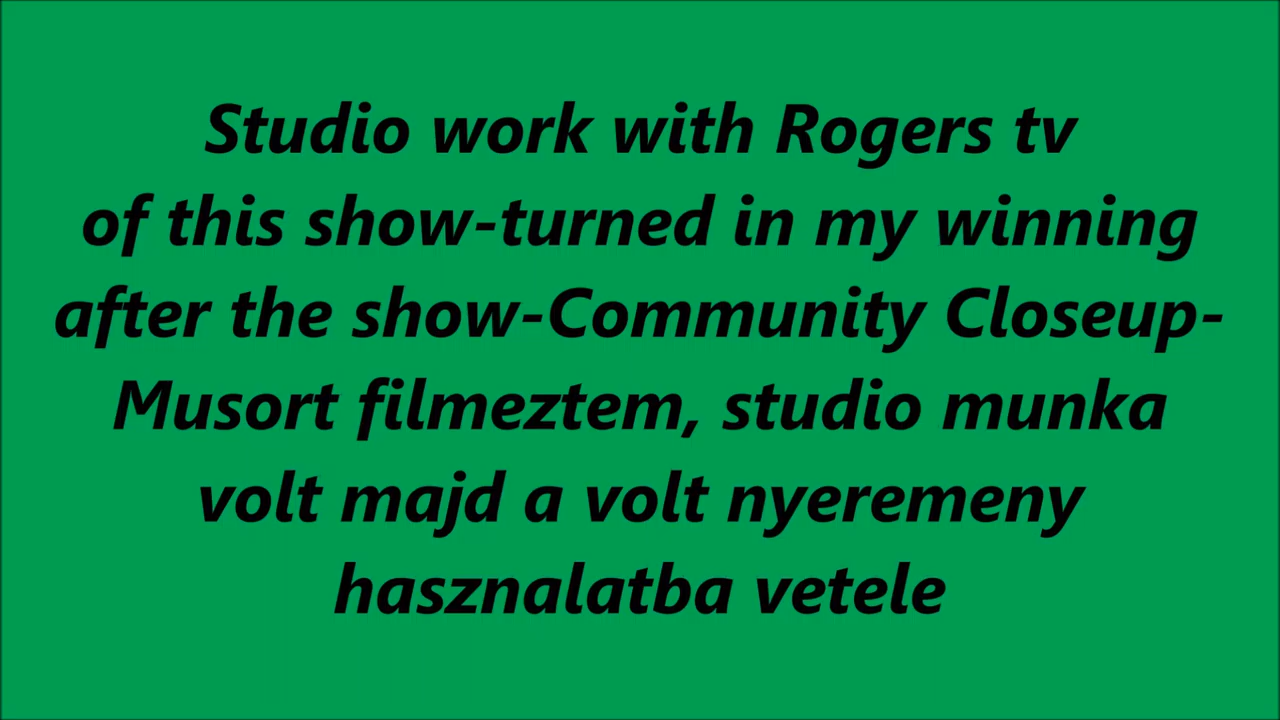 Studio work with Rogers tv
of this show-turned in my winning
after the show-Community Closeup-
Musort filmeztem, studio munka
volt majd a volt nyeremeny
hasznalatba vetele